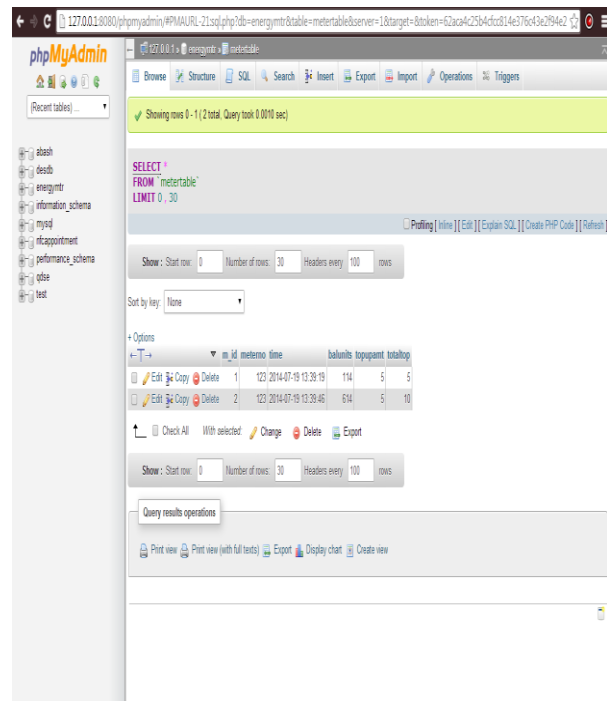 127.0.0.1:8080/phpmyadmin/#PMAURL-21:sql.php?db=energymtr&table=metertable&server=1&target=&token=62aca4c25b4cfcc814e376c43e2f94e2
phpMyAdmin
(Recent tables) ...
abash
desdb
energymtr
information_schema
mysql
nfcappointment
performance_schema
qdse
test
127.0.0.1 » energymtr » metertable
Browse Structure SQL Search Insert Export Import Operations Triggers
Showing rows 0 - 1 ( 2 total, Query took 0.0010 sec)
SELECT *
FROM `metertable`
LIMIT 0 , 30
Profiling [ Inline ] [ Edit ] [ Explain SQL ] [ Create PHP Code ] [ Refresh ]
Show : Start row: 0 Number of rows: 30 Headers every 100 rows
Sort by key: None
+ Options
←T→ m_id meterno time balunits topupamt totaltop
Edit Copy Delete 1 123 2014-07-19 13:39:19 114 5 5
Edit Copy Delete 2 123 2014-07-19 13:39:46 614 5 10
Check All With selected: Change Delete Export
Show : Start row: 0 Number of rows: 30 Headers every 100 rows
Query results operations
Print view Print view (with full texts) Export Display chart Create view